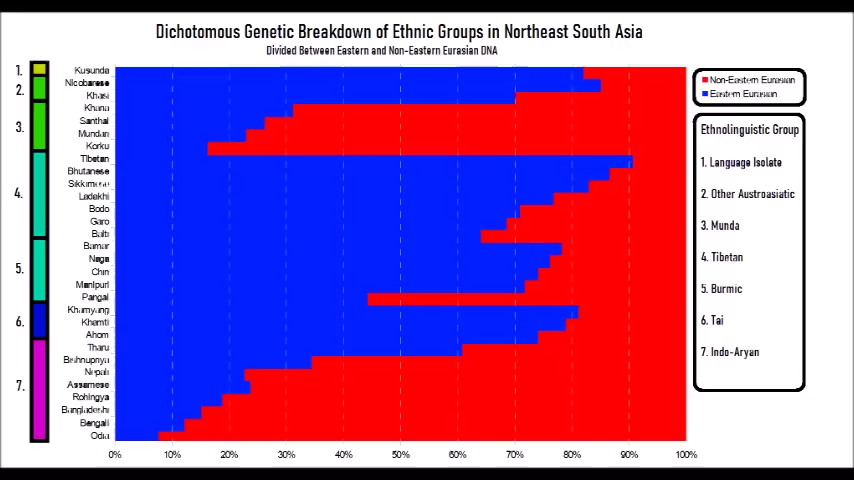 Dichotomous Genetic Breakdown of Ethnic Groups in Northeast South Asia
Divided Between Eastern and Non-Eastern Eurasian DNA
1.
2.
3.
4.
5.
6.
7.
Kusunda
Nicobarese
Khasi
Kharia
Santhal
Mundari
Korku
Tibetan
Bhutanese
Sikkimese
Ladakhi
Bodo
Garo
Balti
Bamar
Naga
Chin
Manipuri
Pangal
Khamyang
Khamti
Ahom
Tharu
Bishnupriya
Nepali
Assamese
Rohingya
Bangladeshi
Bengali
Odia
0% 10% 20% 30% 40% 50% 60% 70% 80% 90% 100%
Non-Eastern Eurasian
Eastern Eurasian
Ethnolinguistic Group
1. Language Isolate
2. Other Austroasiatic
3. Munda
4. Tibetan
5. Burmic
6. Tai
7. Indo-Aryan